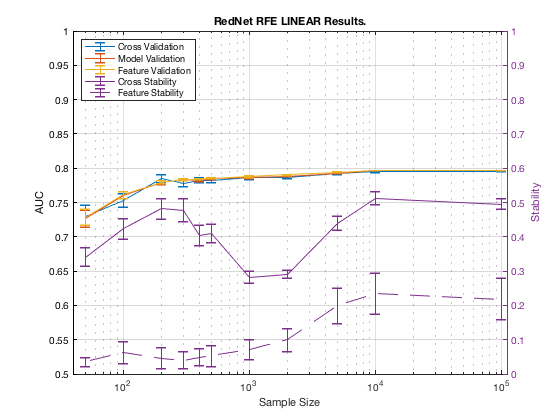 RedNet RFE LINEAR Results.
Cross Validation
Model Validation
Feature Validation
Cross Stability
Feature Stability
AUC
1
0.95
0.9
0.85
0.8
0.75
0.7
0.65
0.6
0.55
0.5
Stability
1
0.9
0.8
0.7
0.6
0.5
0.4
0.3
0.2
0.1
0
10² 10³ 10⁴ 10⁵
Sample Size